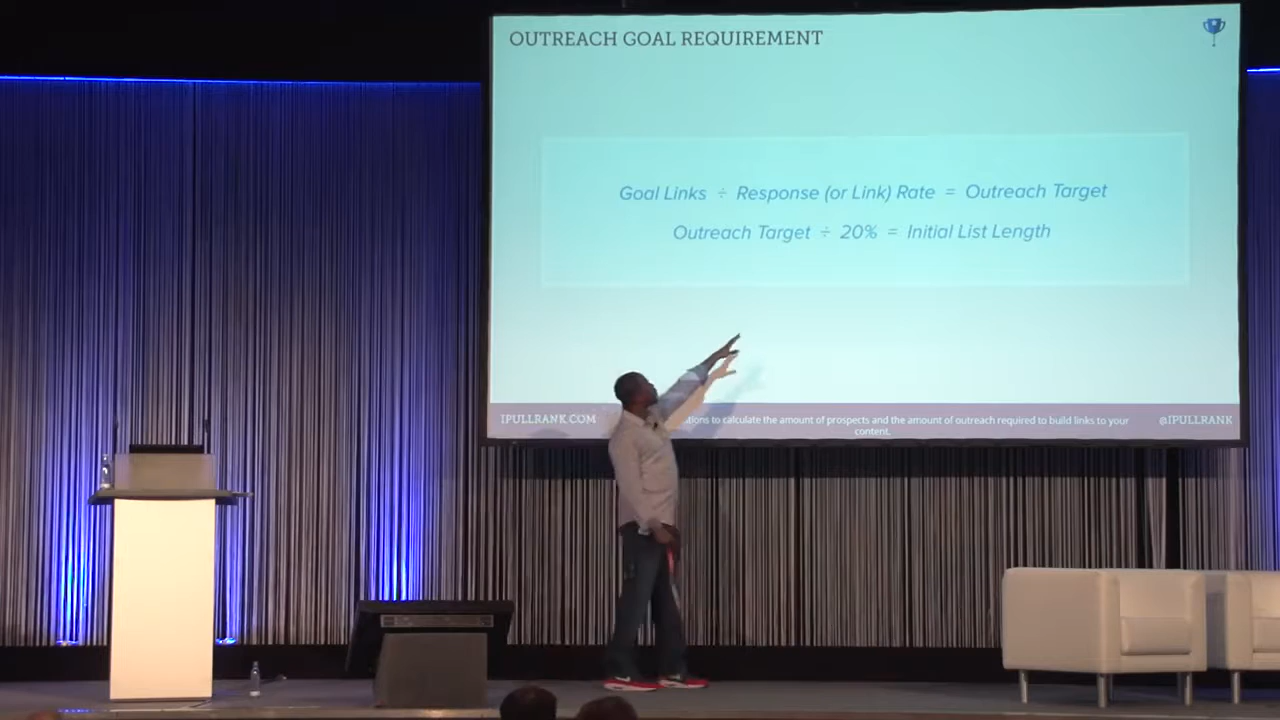 OUTREACH GOAL REQUIREMENT
Goal Links ÷ Response (or Link) Rate = Outreach Target
Outreach Target ÷ 20% = Initial List Length
IPULLRANK.COM
to calculate the amount of prospects and the amount of outreach required to build links to your
content.
@IPULLRANK